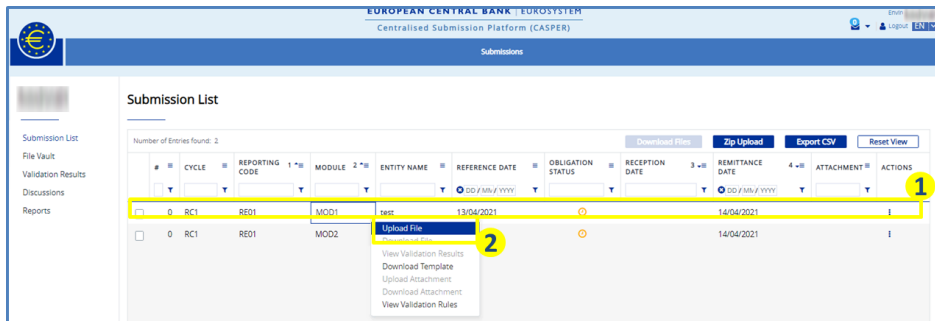 EUROPEAN CENTRAL BANK | EUROSYSTEM
Centralised Submission Platform (CASPER)
0
Logout EN
Submissions
Submission List
Submission List
File Vault
Validation Results
Discussions
Reports
Number of Entries found: 2
Download Files Zip Upload Export CSV Reset View
# CYCLE REPORTING CODE 1 MODULE 2 ENTITY NAME REFERENCE DATE OBLIGATION STATUS RECEPTION DATE 3 REMITTANCE DATE 4 ATTACHMENT ACTIONS
DD / MM / YYYY DD / MM / YYYY
1
0 RC1 RE01 MOD1 test 13/04/2021 14/04/2021
0 RC1 RE01 MOD2 14/04/2021
Upload File
2
Download File
View Validation Results
Download Template
Upload Attachment
Download Attachment
View Validation Rules